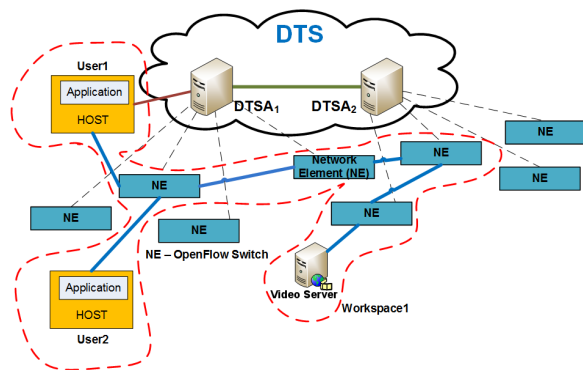 DTS
User1
Application
HOST
DTSA1
DTSA2
NE
Network
Element (NE)
NE
NE
NE
NE
NE
NE
NE – OpenFlow Switch
Application
HOST
User2
Video Server
Workspace1